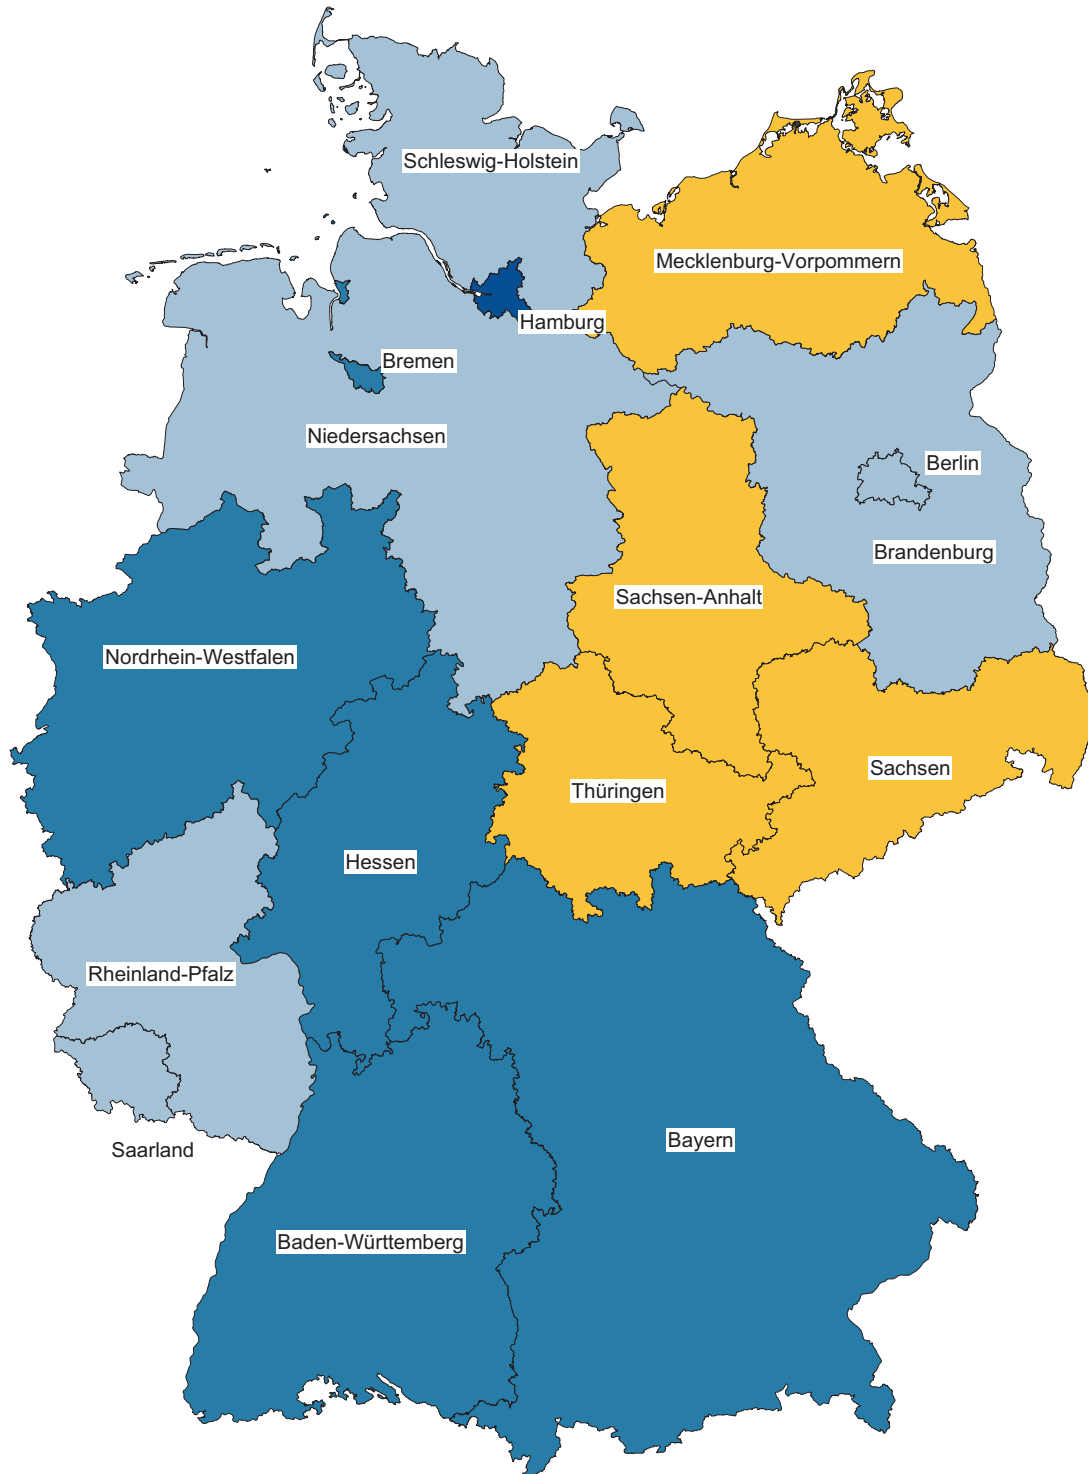 Schleswig-Holstein
Mecklenburg-Vorpommern
Hamburg
Bremen
Niedersachsen
Berlin
Brandenburg
Sachsen-Anhalt
Nordrhein-Westfalen
Sachsen
Thüringen
Hessen
Rheinland-Pfalz
Bayern
Saarland
Baden-Württemberg